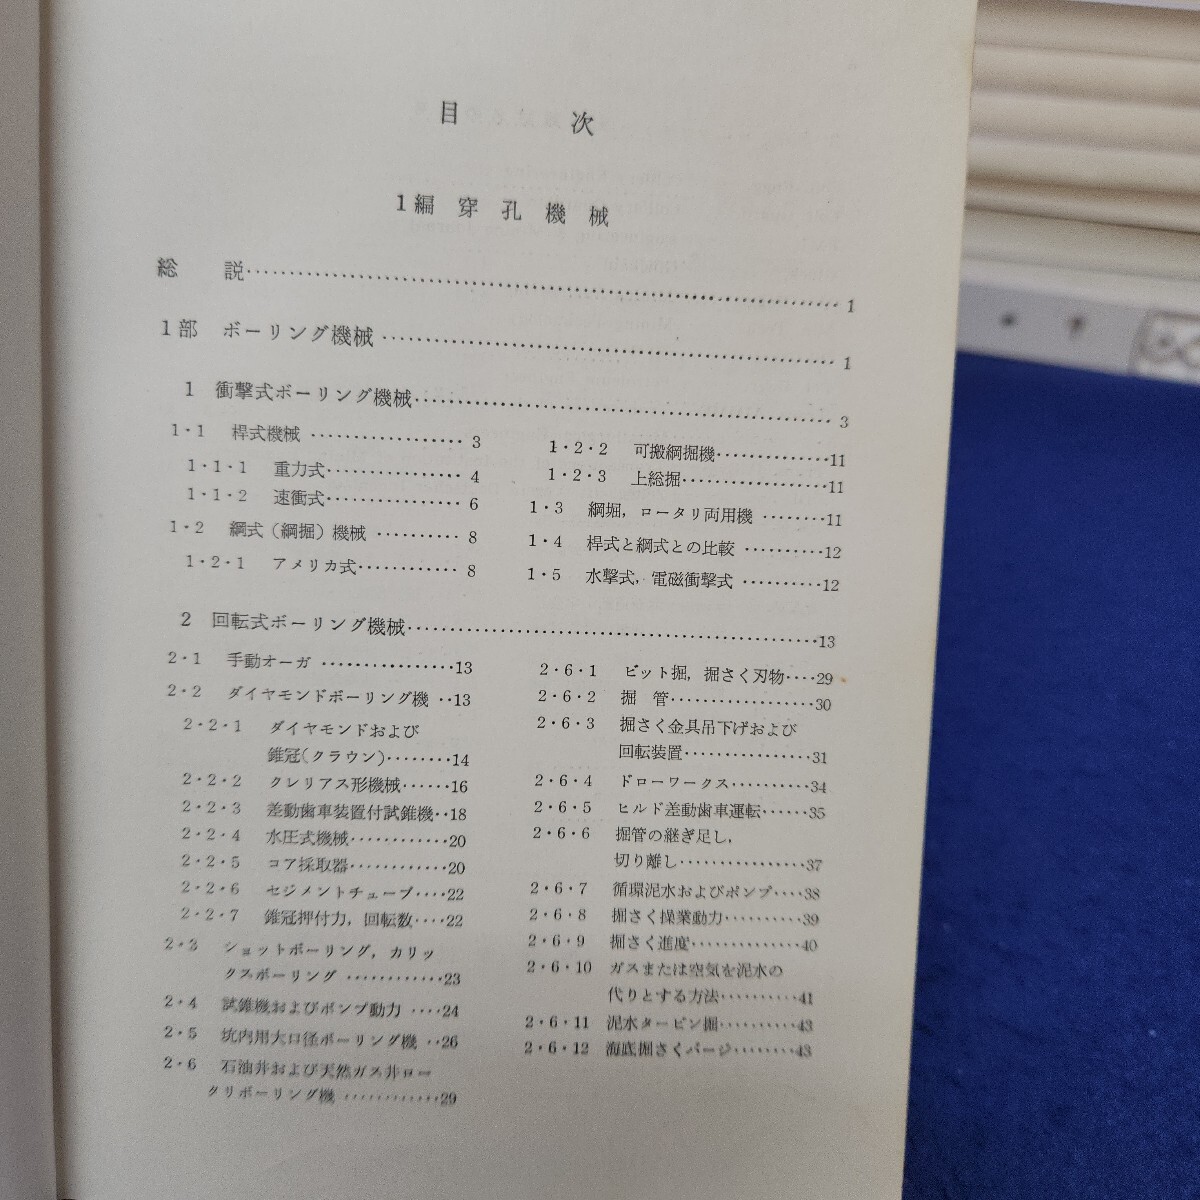 目次
1編 穿孔機械
総説 1
1部 ボーリング機械 1
1 衝撃式ボーリング機械 3
1・1 桿式機械 3
1・1・1 重力式 4
1・1・2 速衝式 6
1・2 綱式(綱掘)機械 8
1・2・1 アメリカ式 8
1・2・2 可搬綱掘機 11
1・2・3 上総掘 11
1・3 綱堀,ロータリ両用機 11
1・4 桿式と綱式との比較 12
1・5 水撃式,電磁衝撃式 12
2 回転式ボーリング機械 13
2・1 手動オーガ 13
2・2 ダイヤモンドボーリング機 13
2・2・1 ダイヤモンドおよび
錐冠(クラウン) 14
2・2・2 クレリアス形機械 16
2・2・3 差動歯車装置付試錐機 18
2・2・4 水圧式機械 20
2・2・5 コア採取器 20
2・2・6 セジメントチューブ 22
2・2・7 錐冠押付力,回転数 22
2・3 ショットボーリング,カリッ
クスボーリング 23
2・4 試錐機およびポンプ動力 24
2・5 坑内用大口径ボーリング機 26
2・6 石油井および天然ガス井ロー
タリボーリング機 29
2・6・1 ビット掘,掘さく刃物 29
2・6・2 掘管 30
2・6・3 掘さく金具吊下げおよび
回転装置 31
2・6・4 ドローワークス 34
2・6・5 ヒルド差動歯車運転 35
2・6・6 掘管の継ぎ足し,
切り離し 37
2・6・7 循環泥水およびポンプ 38
2・6・8 掘さく操業動力 39
2・6・9 掘さく進度 40
2・6・10 ガスまたは空気を泥水の
代りとする方法 41
2・6・11 泥水タービン掘 43
2・6・12 海底掘さくバージ 43